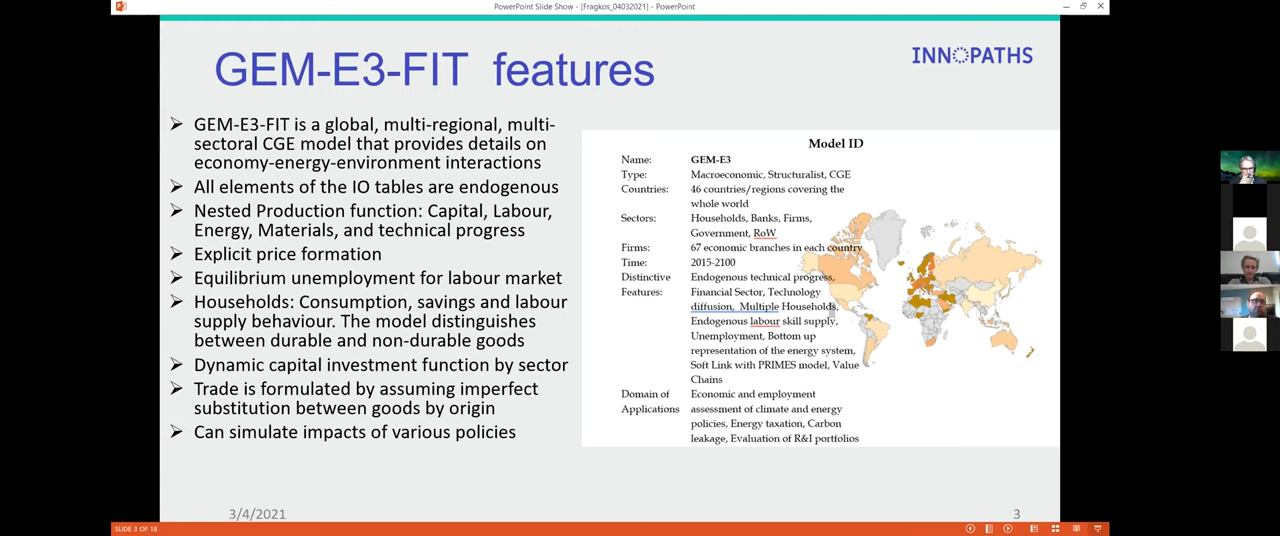 PowerPoint Slide Show - [Fragkos_04032021] - PowerPoint
GEM-E3-FIT features
INNOPATHS
➢ GEM-E3-FIT is a global, multi-regional, multi-
sectoral CGE model that provides details on
economy-energy-environment interactions
➢ All elements of the IO tables are endogenous
➢ Nested Production function: Capital, Labour,
Energy, Materials, and technical progress
➢ Explicit price formation
➢ Equilibrium unemployment for labour market
➢ Households: Consumption, savings and labour
supply behaviour. The model distinguishes
between durable and non-durable goods
➢ Dynamic capital investment function by sector
➢ Trade is formulated by assuming imperfect
substitution between goods by origin
➢ Can simulate impacts of various policies
Model ID
Name: GEM-E3
Type: Macroeconomic, Structuralist, CGE
Countries: 46 countries/regions covering the
whole world
Sectors: Households, Banks, Firms,
Government, RoW
Firms: 67 economic branches in each country
Time: 2015-2100
Distinctive Endogenous technical progress,
Features: Financial Sector, Technology
diffusion, Multiple Households,
Endogenous labour skill supply,
Unemployment, Bottom up
representation of the energy system,
Soft Link with PRIMES model, Value
Chains
Domain of Economic and employment
Applications assessment of climate and energy
policies, Energy taxation, Carbon
leakage, Evaluation of R&I portfolios
3/4/2021
3
SLIDE 3 OF 18